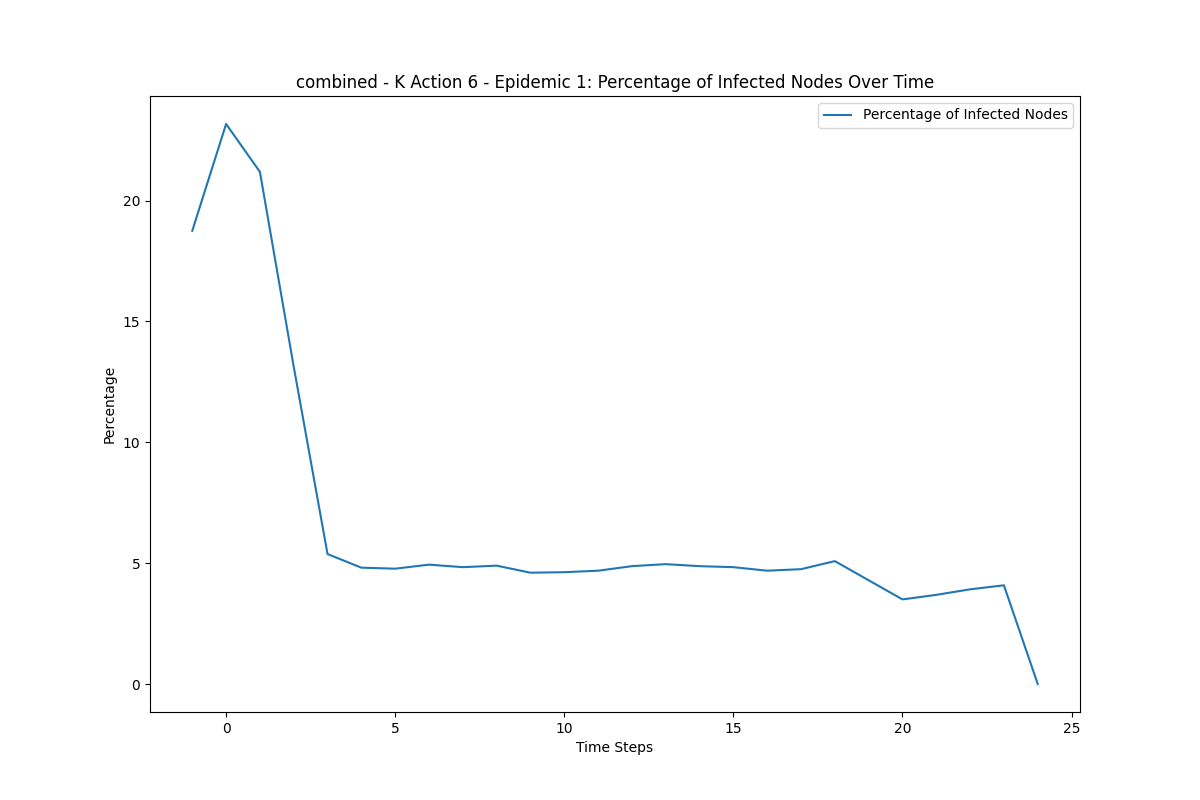 combined - K Action 6 - Epidemic 1: Percentage of Infected Nodes Over Time
Percentage of Infected Nodes
20
15
10
5
0
Percentage
0 5 10 15 20 25
Time Steps